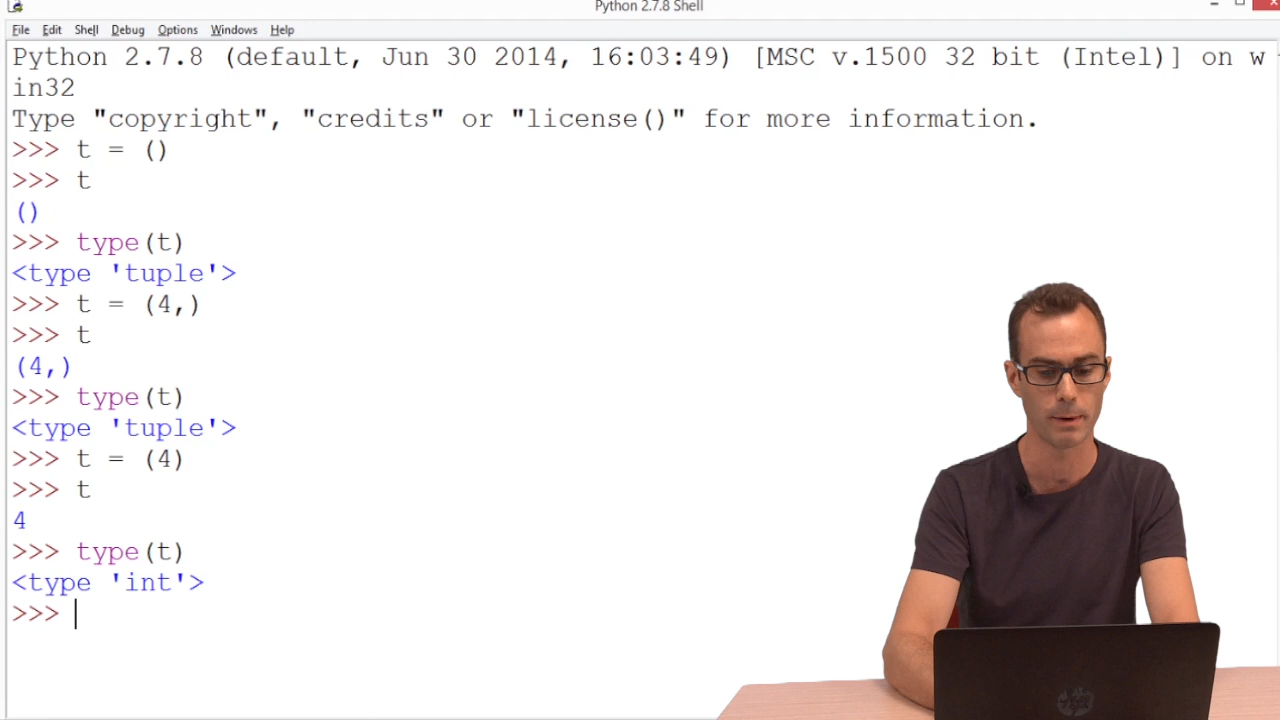 Python 2.7.8 Shell
File Edit Shell Debug Options Windows Help
Python 2.7.8 (default, Jun 30 2014, 16:03:49) [MSC v.1500 32 bit (Intel)] on w
in32
Type "copyright", "credits" or "license()" for more information.
>>> t = ()
>>> t
()
>>> type(t)
<type 'tuple'>
>>> t = (4,)
>>> t
(4,)
>>> type(t)
<type 'tuple'>
>>> t = (4)
>>> t
4
>>> type(t)
<type 'int'>
>>>